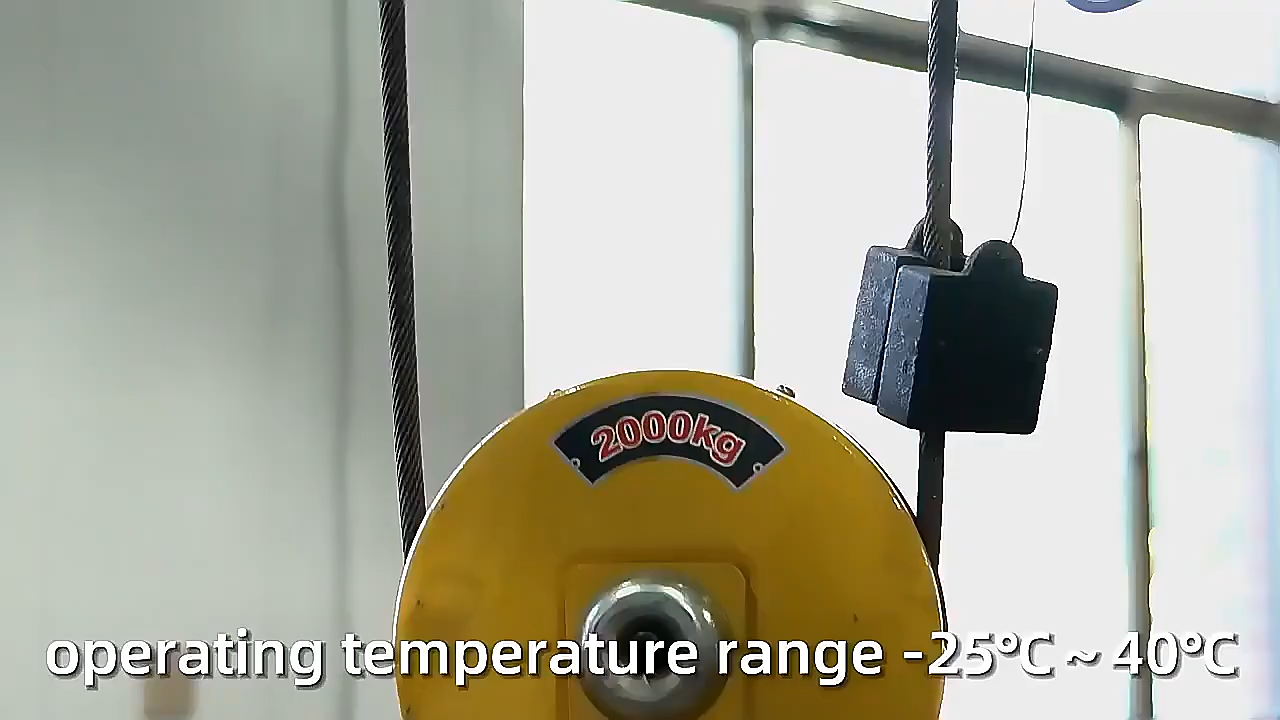 2000kg
operating temperature range -25℃ ~ 40℃